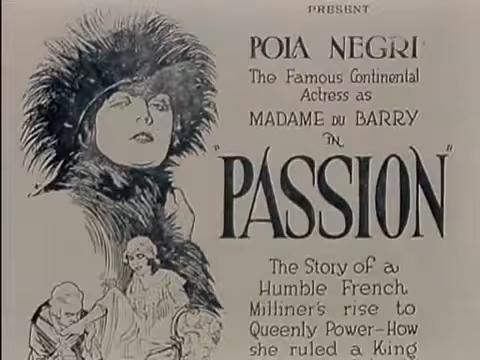 PRESENT
POLA NEGRI
The Famous Continental
Actress as
MADAME DU BARRY
IN
"PASSION"
The Story of a
Humble French
Milliner's rise to
Queenly Power—How
she ruled a King